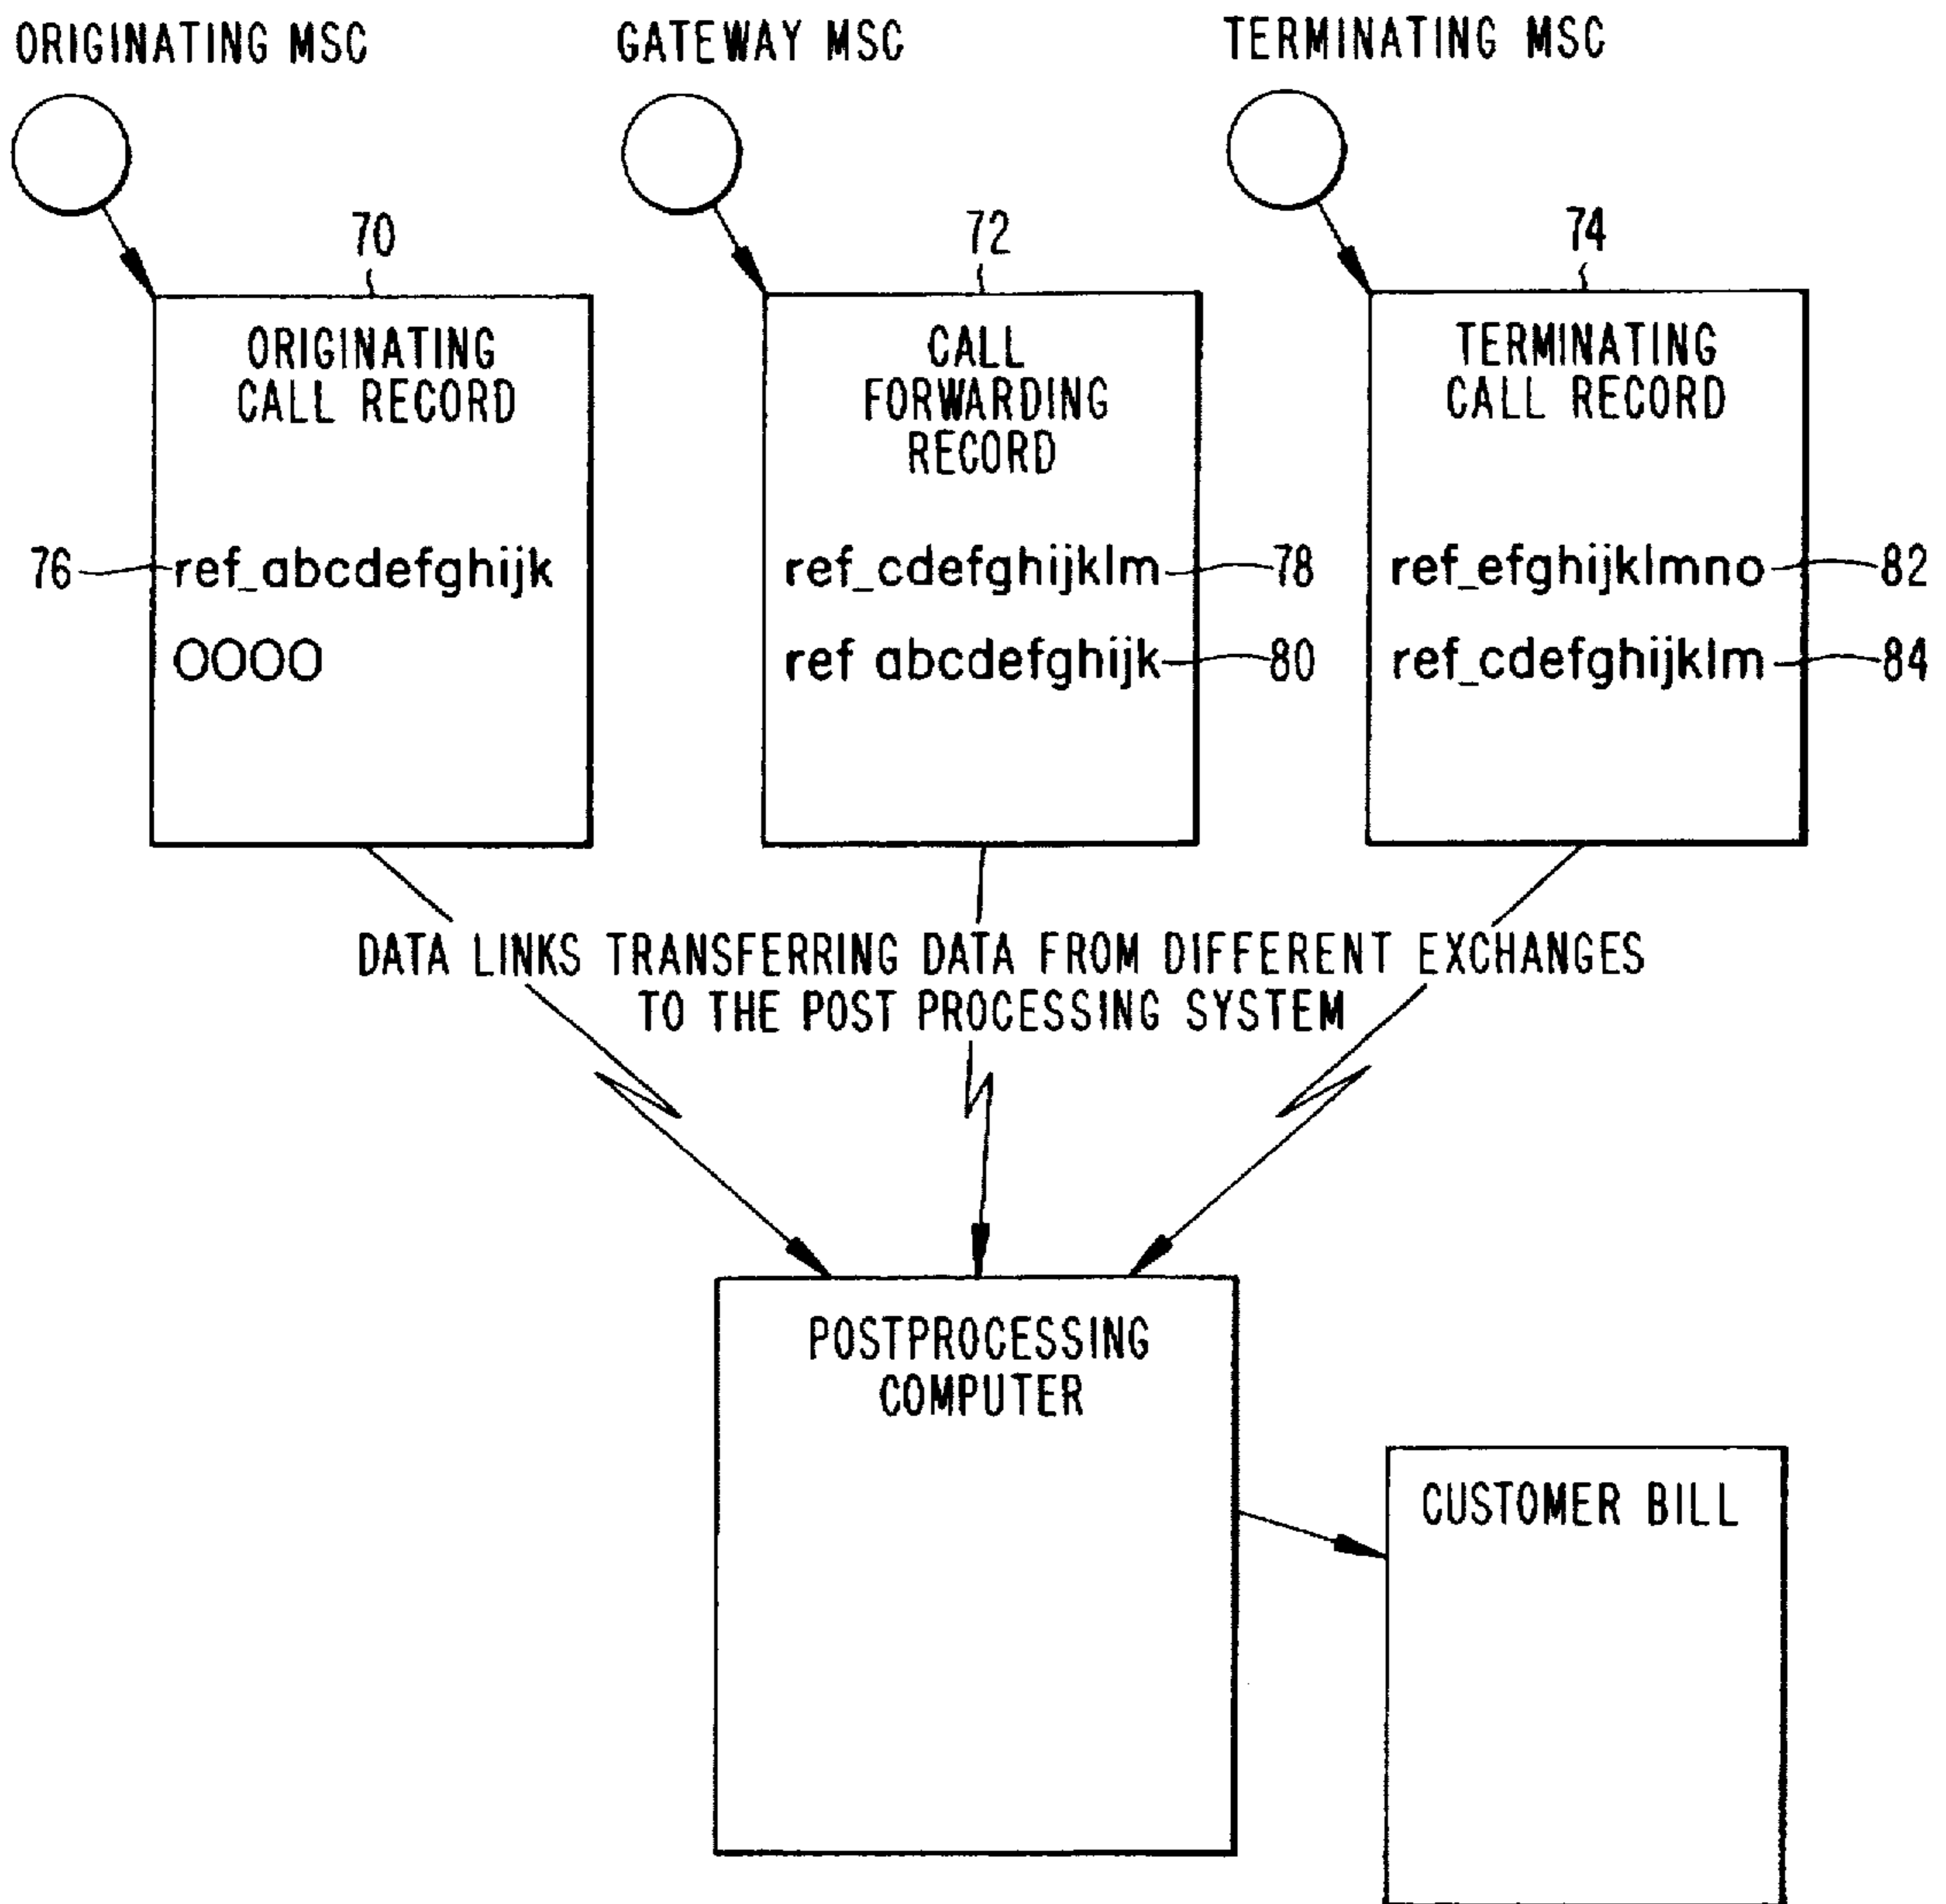 ORIGINATING MSC
GATEWAY MSC
TERMINATING MSC
70
72
74
ORIGINATING
CALL RECORD
CALL
FORWARDING
RECORD
TERMINATING
CALL RECORD
76
ref_abcdefghijk
ref_cdefghijklm
78
ref_efghijklmno
82
0000
ref abcdefghijk
80
ref_cdefghijklm
84
DATA LINKS TRANSFERRING DATA FROM DIFFERENT EXCHANGES
TO THE POST PROCESSING SYSTEM
POSTPROCESSING
COMPUTER
CUSTOMER BILL